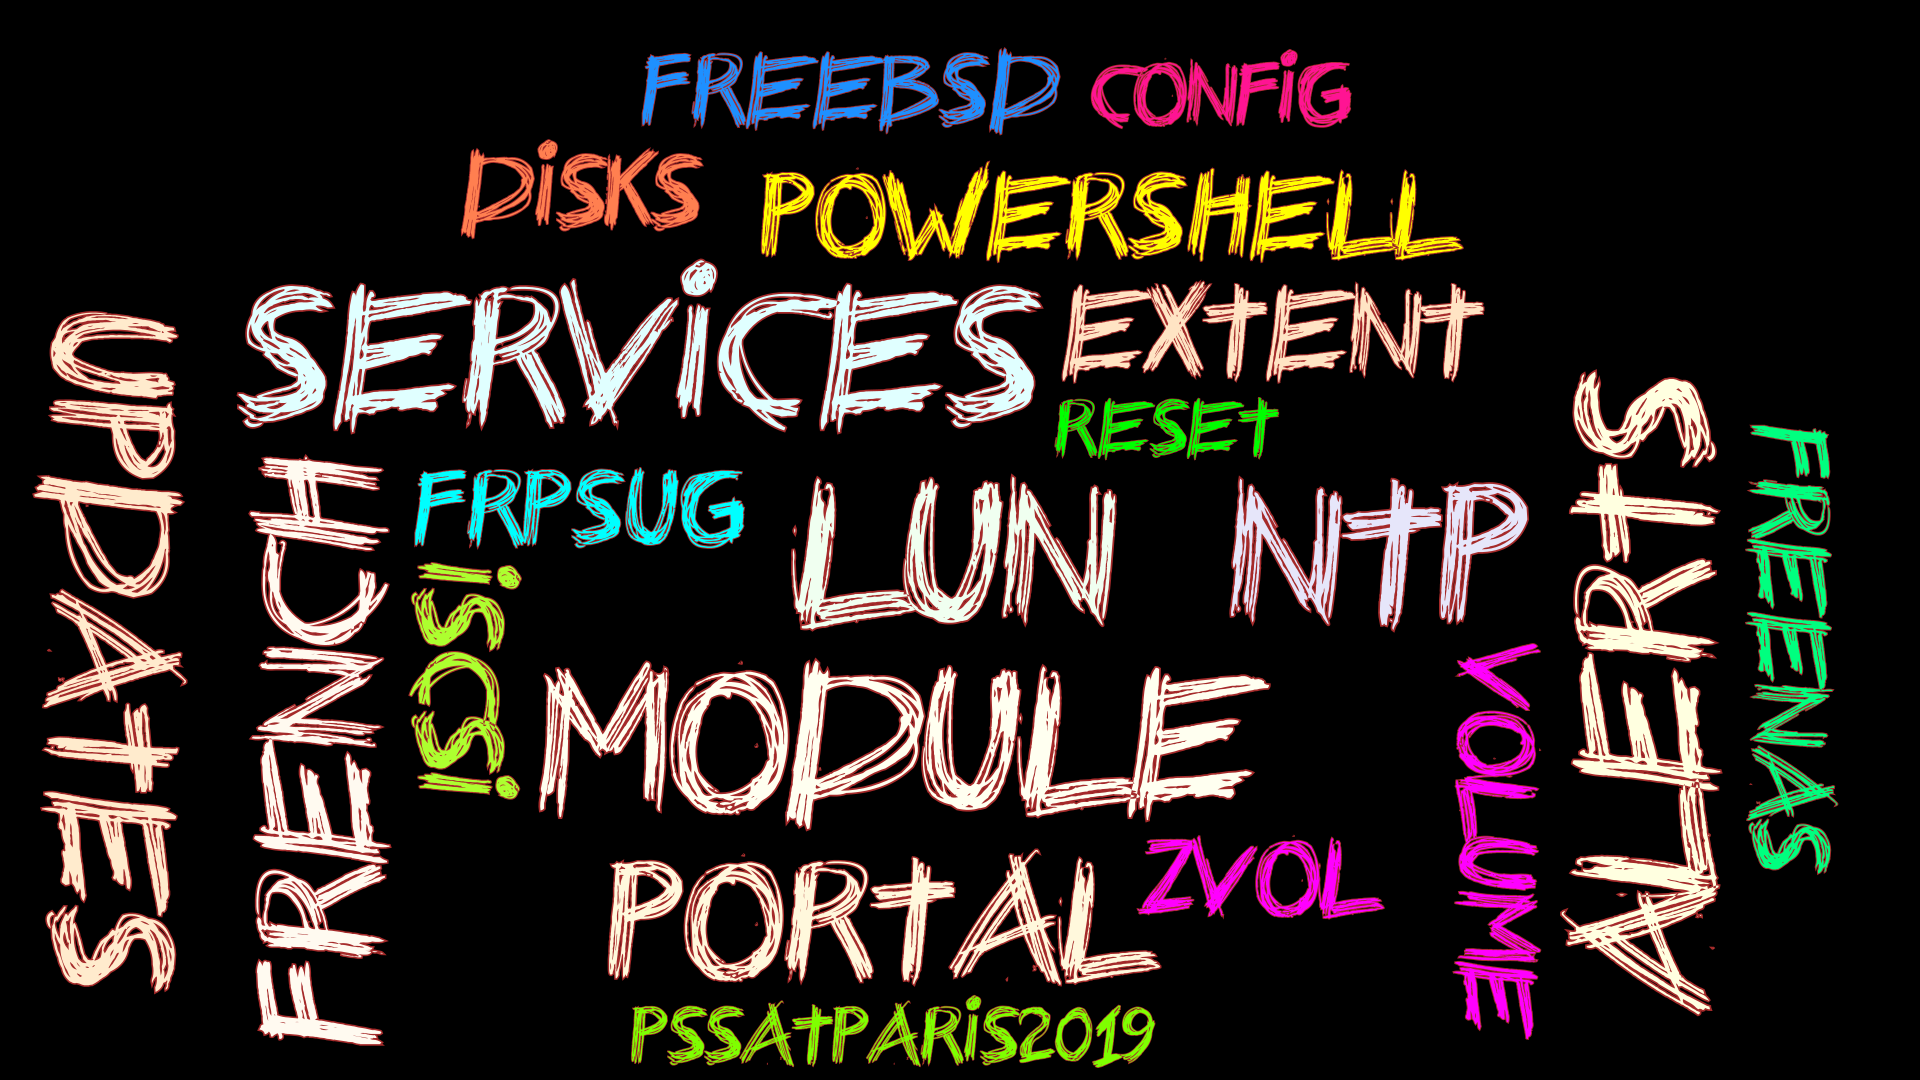 FREEBSD CONFIG
DISKS POWERSHELL
SERVICES EXTENT
RESET
UPDATES
FRENCH
FRPSUG
ISCSI
LUN NTP
MODULE
ZVOL
PORTAL
PSSATPARIS2019
VOLUME
ALERTS
FREENAS